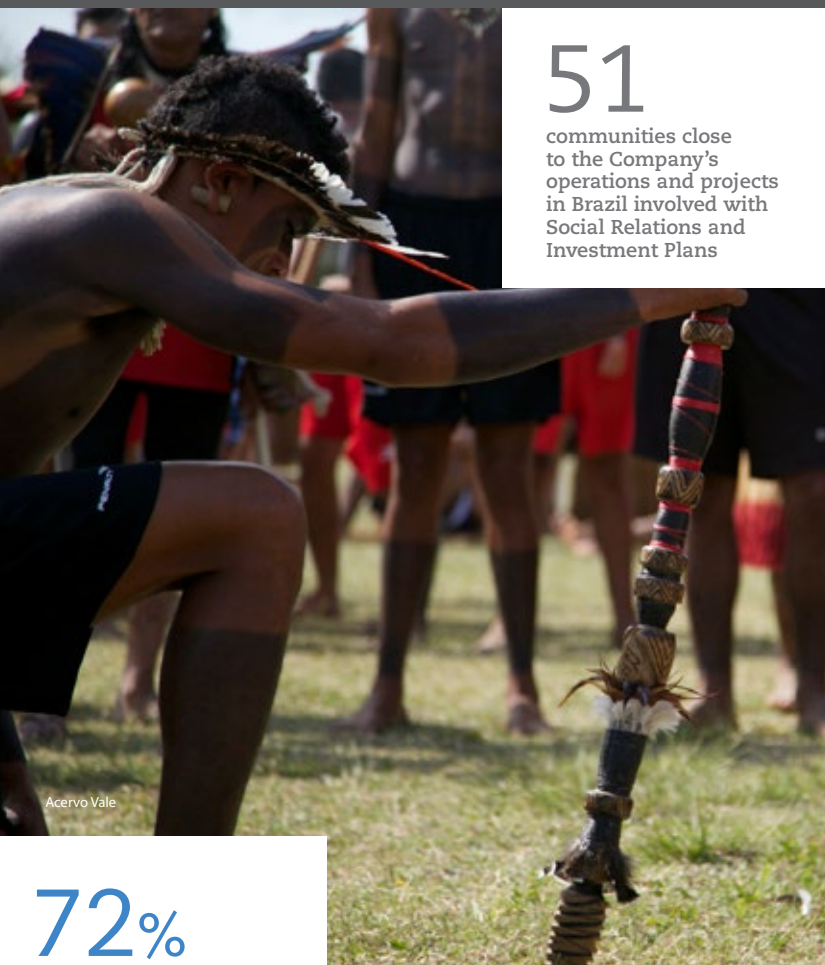 51
communities close
to the Company's
operations and projects
in Brazil involved with
Social Relations and
Investment Plans
Acervo Vale
72%